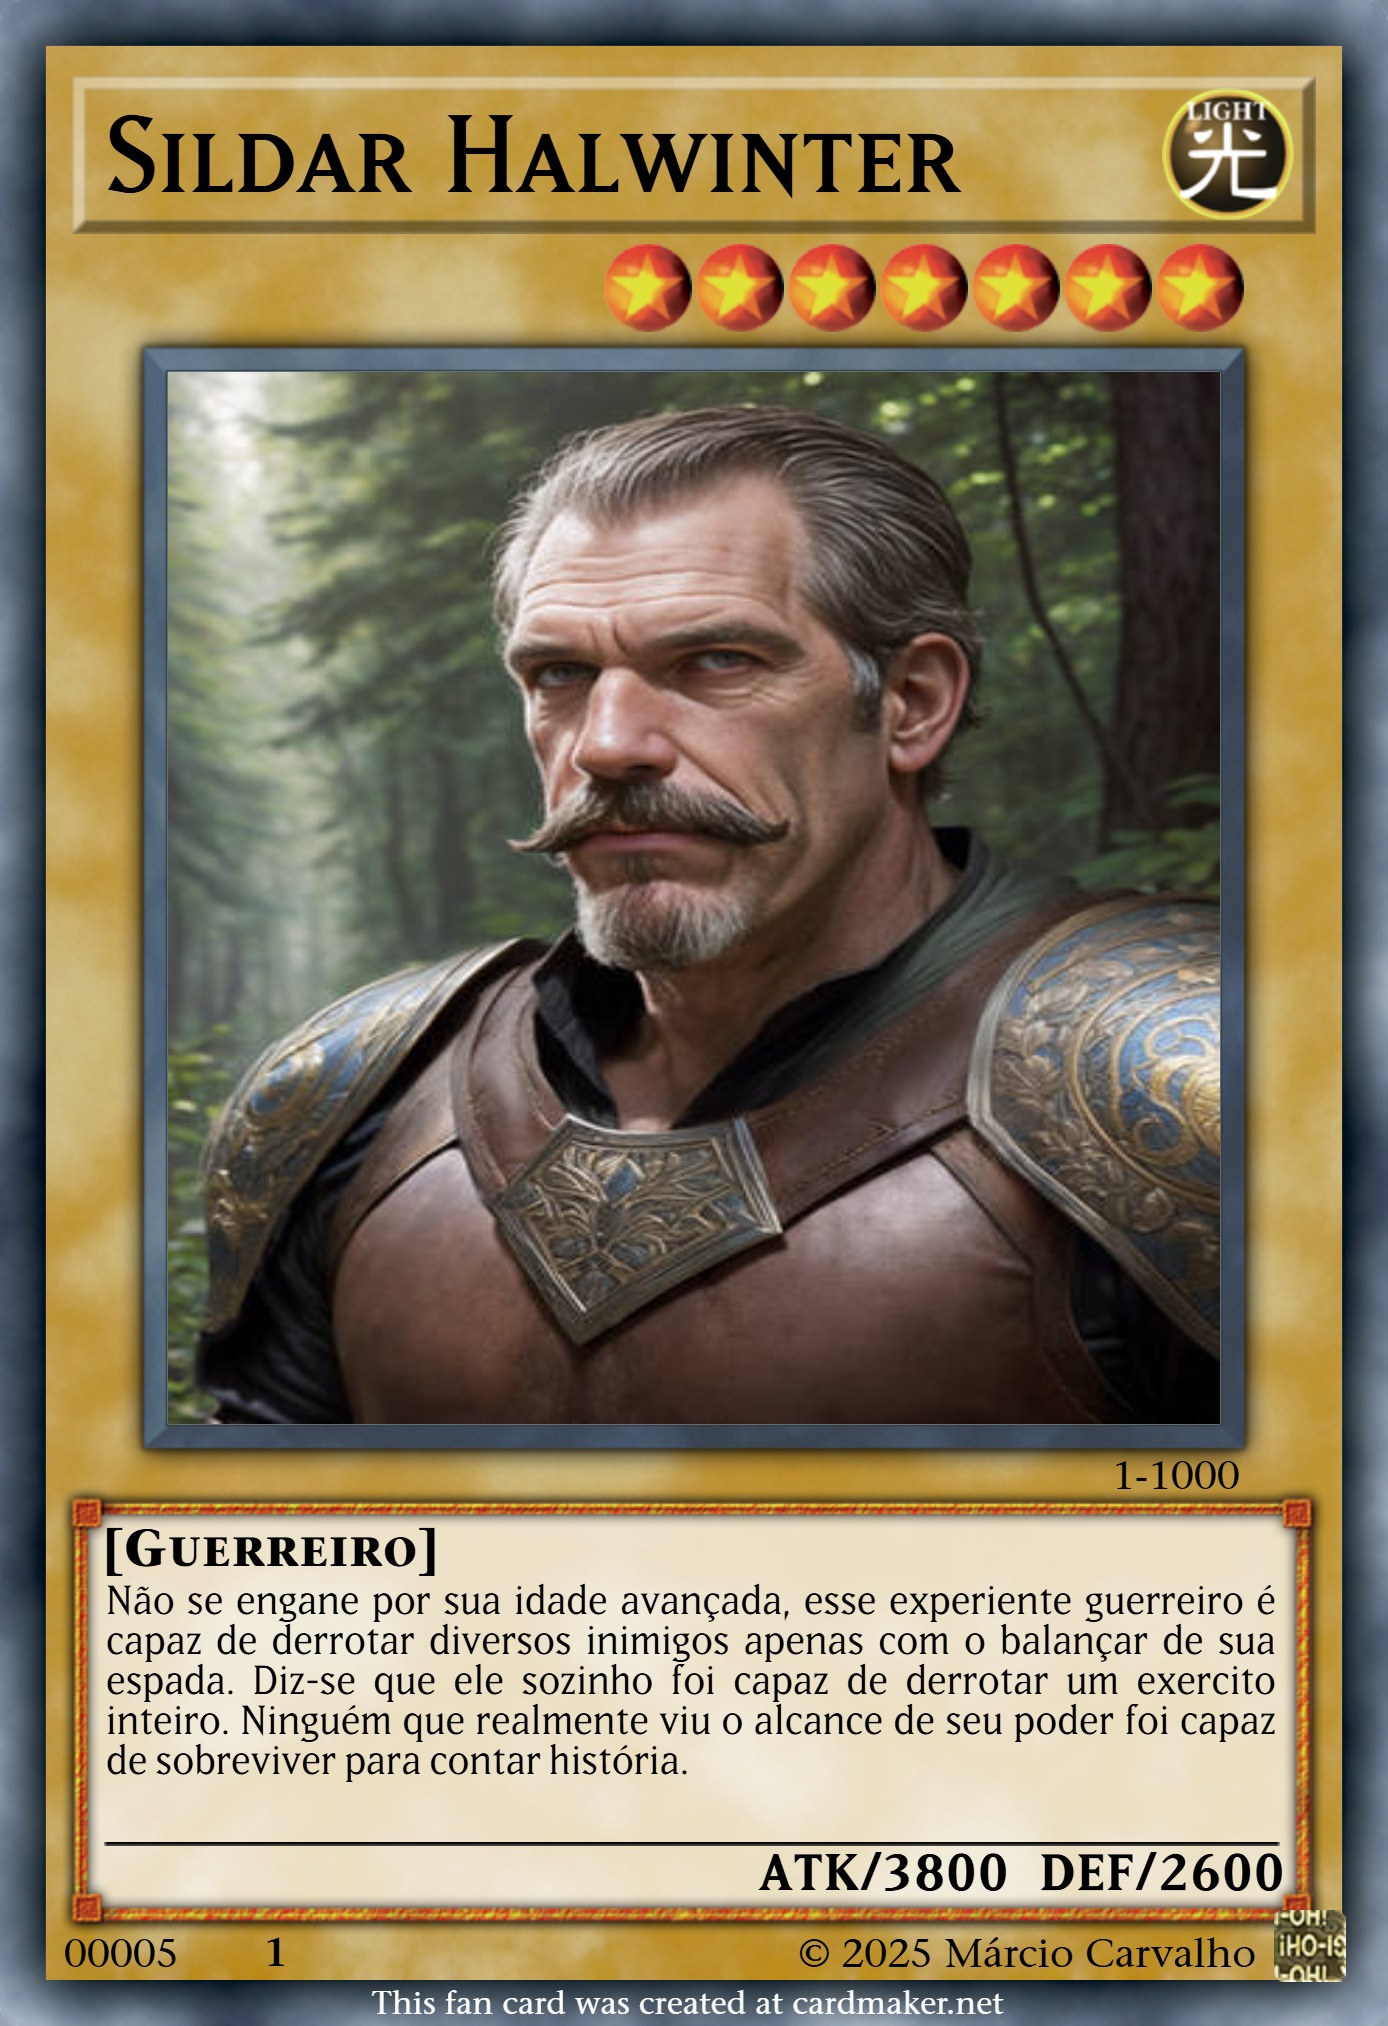 Sildar Halwinter
LIGHT
光
1-1000
[Guerreiro]
Não se engane por sua idade avançada, esse experiente guerreiro é
capaz de derrotar diversos inimigos apenas com o balançar de sua
espada. Diz-se que ele sozinho foi capaz de derrotar um exercito
inteiro. Ninguém que realmente viu o alcance de seu poder foi capaz
de sobreviver para contar história.
ATK/3800 DEF/2600
00005 1 © 2025 Márcio Carvalho
This fan card was created at cardmaker.net